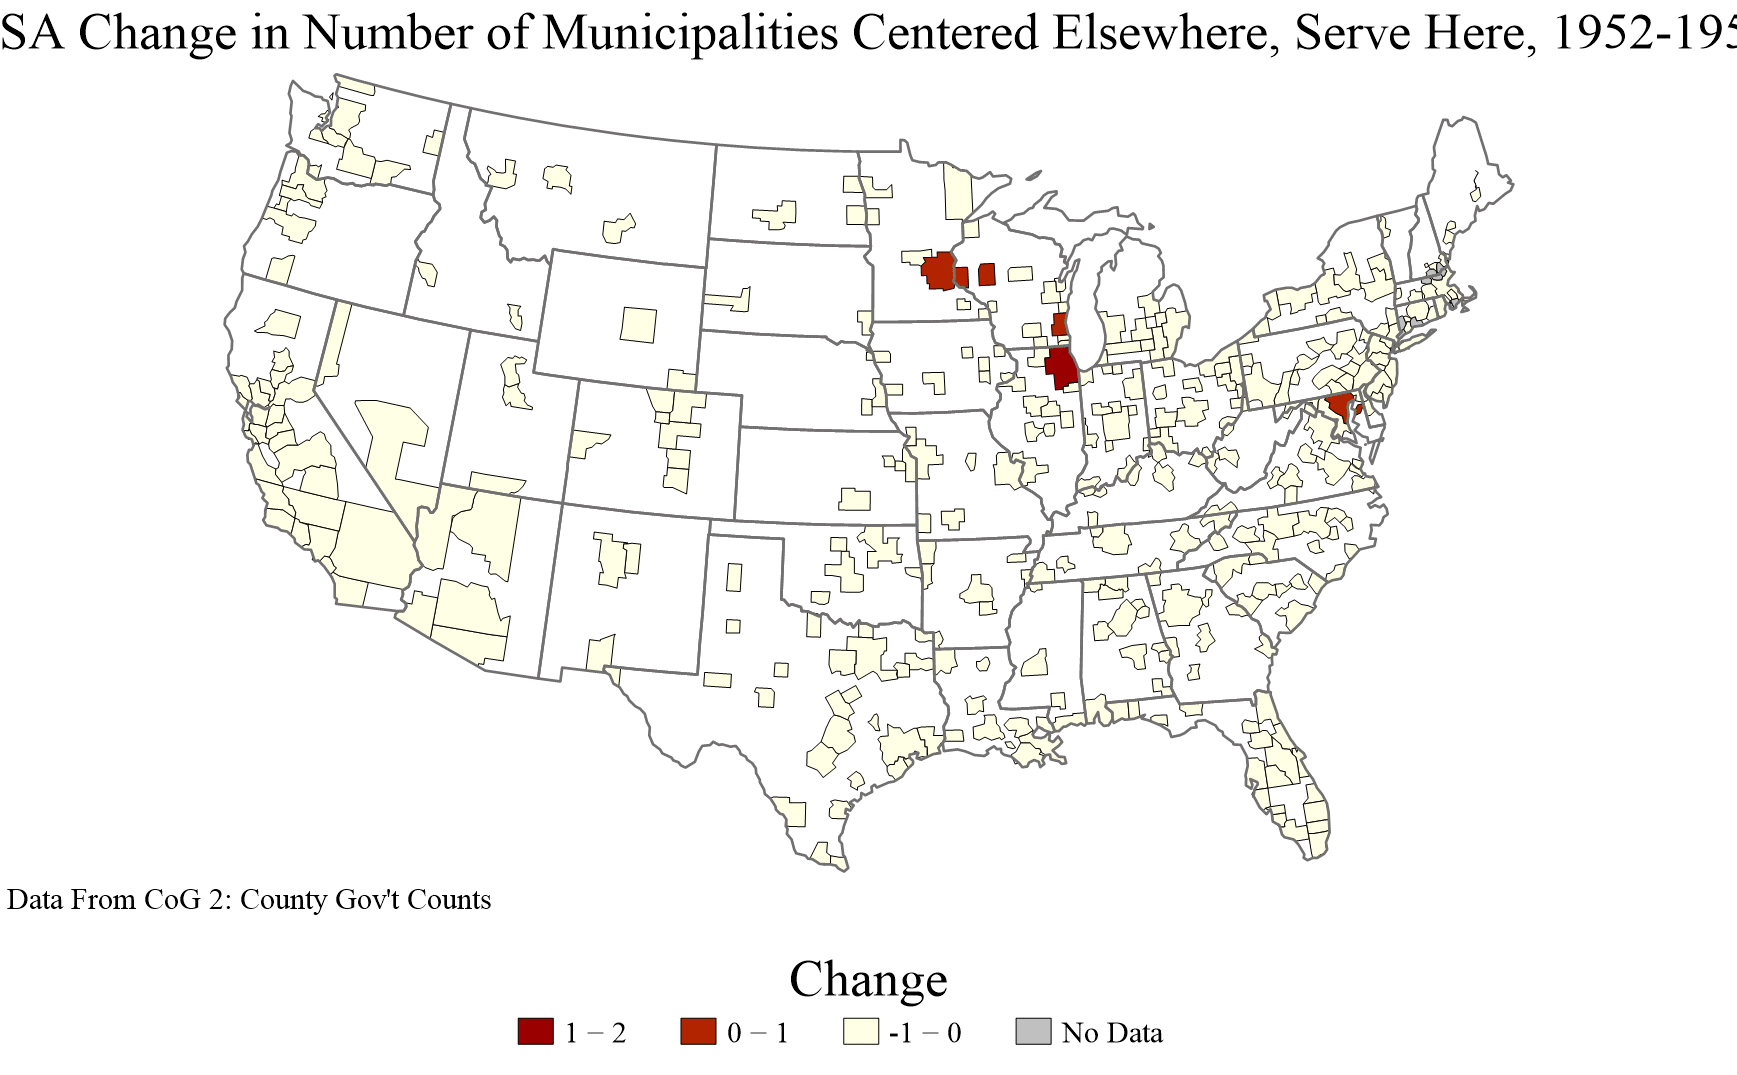 SA Change in Number of Municipalities Centered Elsewhere, Serve Here, 1952-195
Data From CoG 2: County Gov't Counts
Change
1 – 2
0 – 1
-1 – 0
No Data